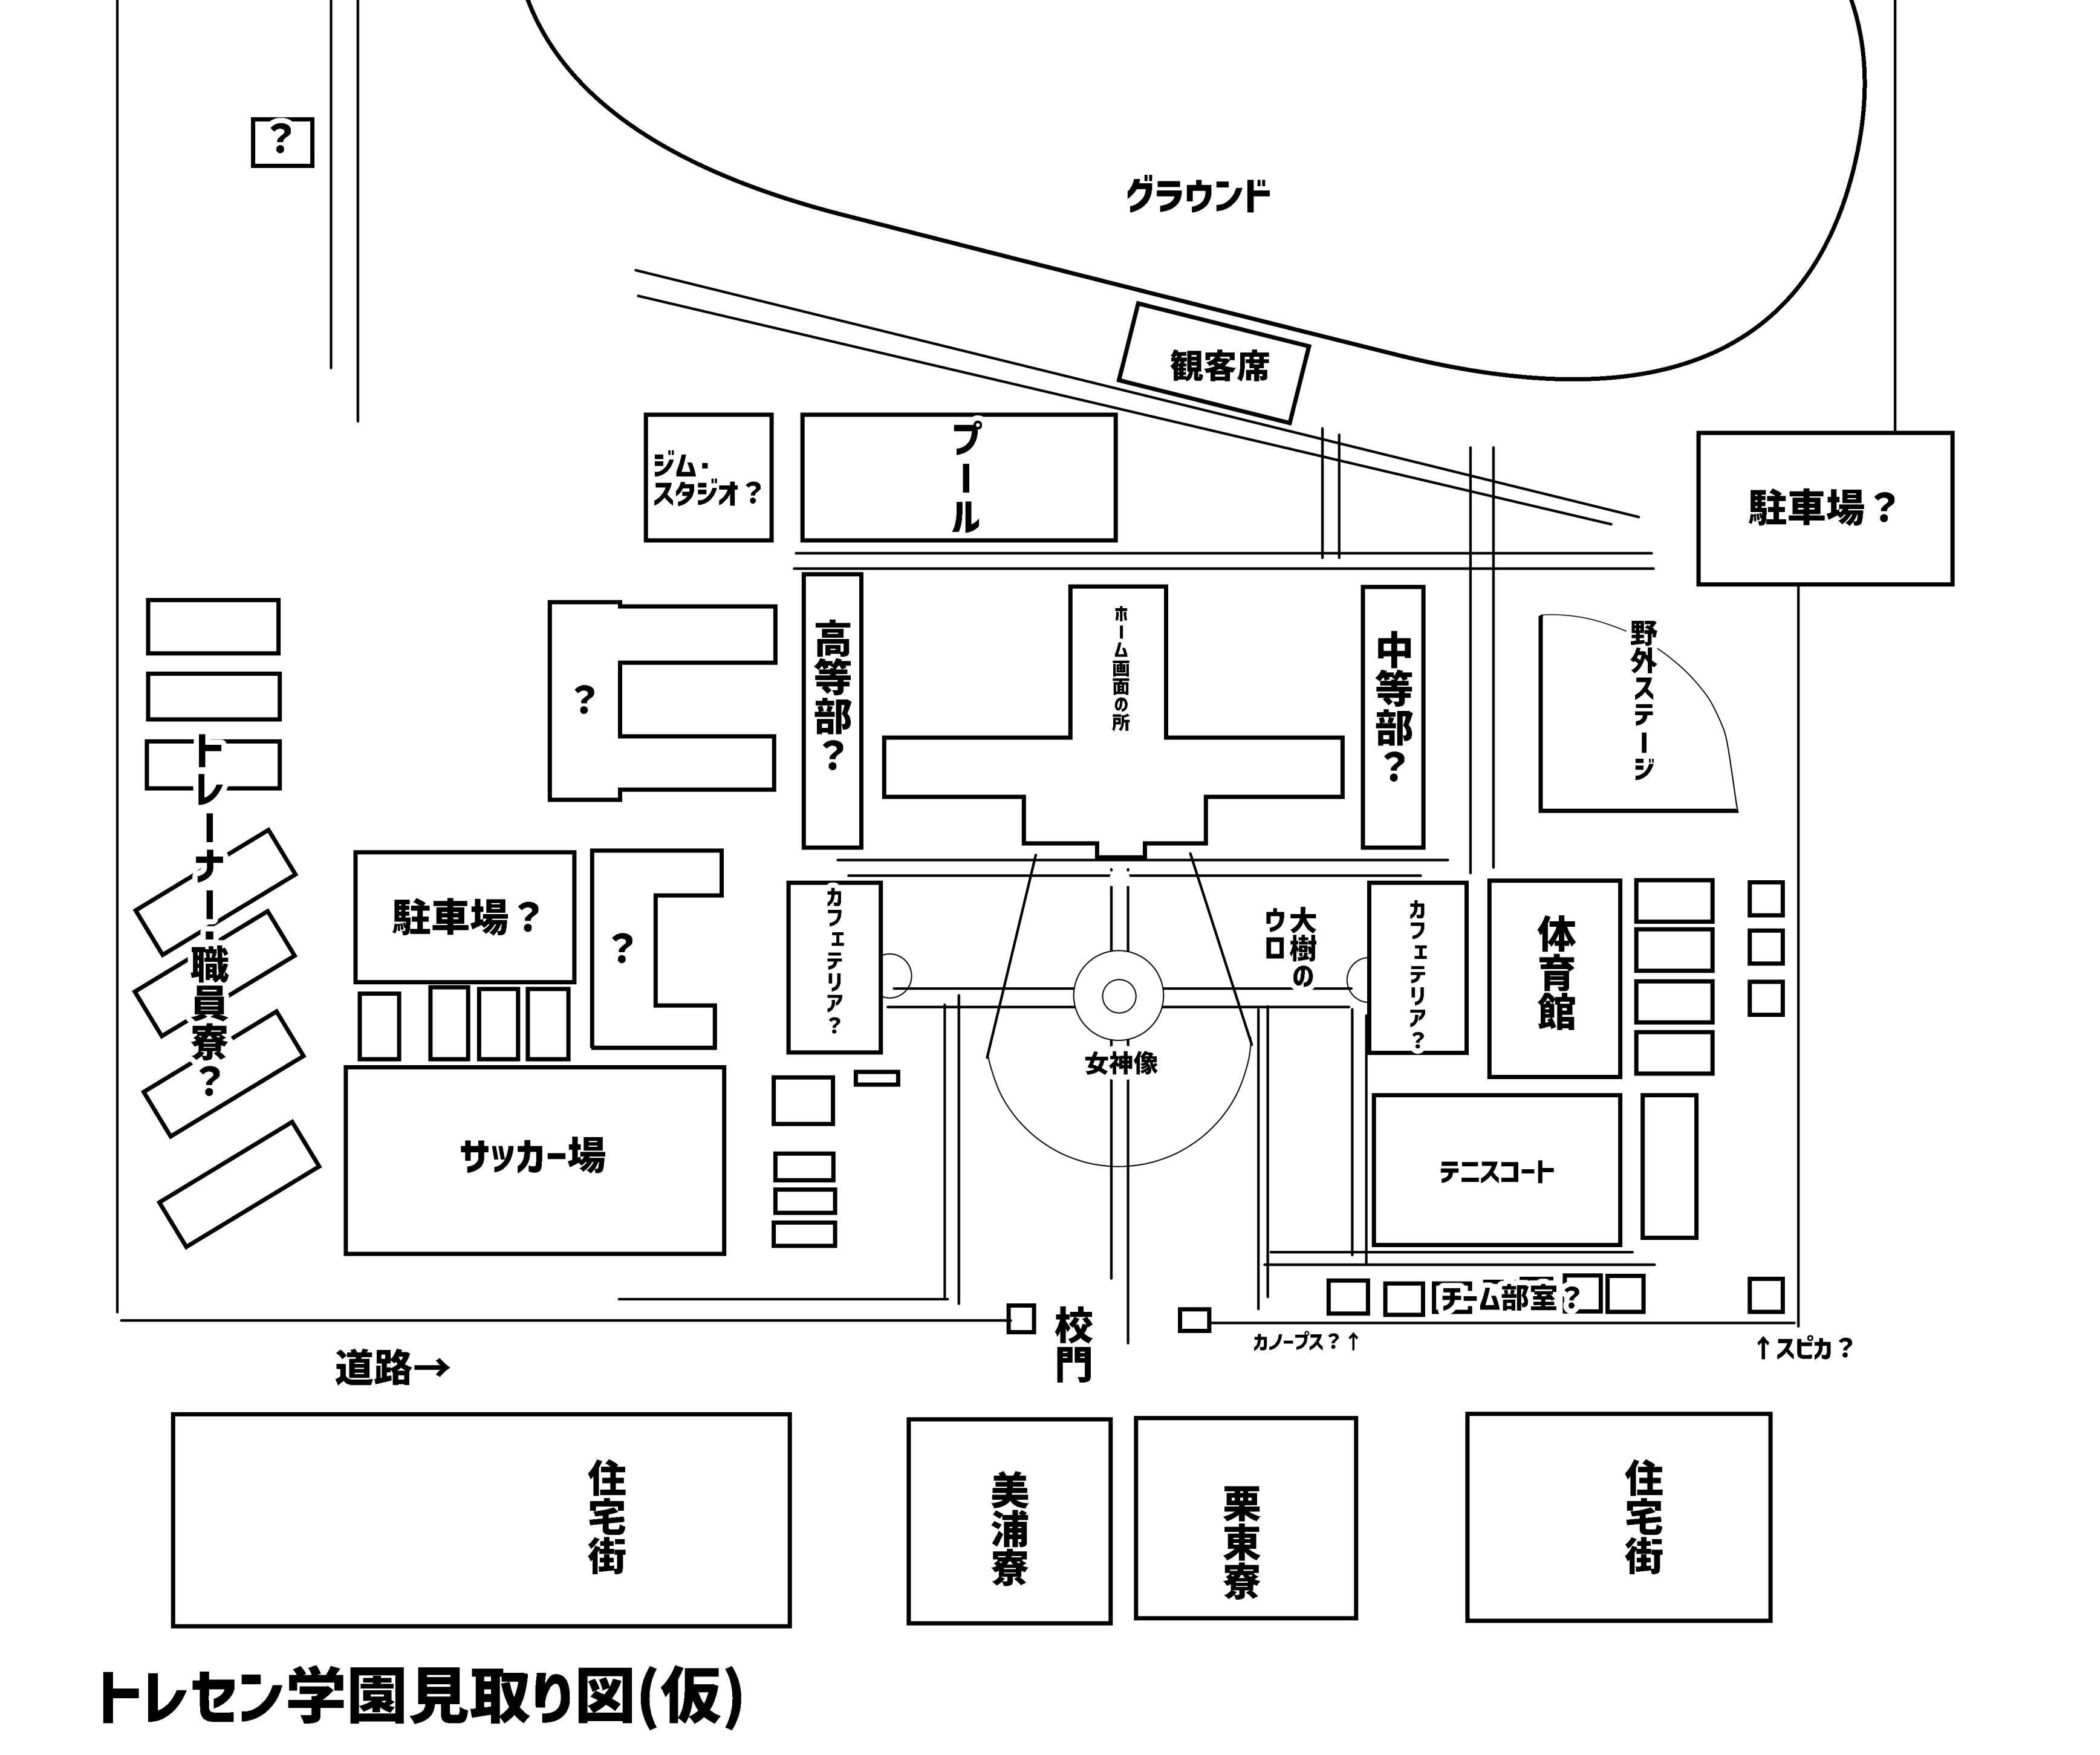 ？
グラウンド
観客席
ジム・
スタジオ？
プール
駐車場？
高等部？
ホーム画面の所
中等部？
野外ステージ
？
トレーナー・職員寮？
駐車場？
？
カフェテリア？
大樹の
ウロ
カフェテリア？
体育館
女神像
サッカー場
テニスコート
チーム部室？
校門
カノープス？↑
↑スピカ？
道路→
住宅街
美浦寮
栗東寮
住宅街
トレセン学園見取り図(仮)